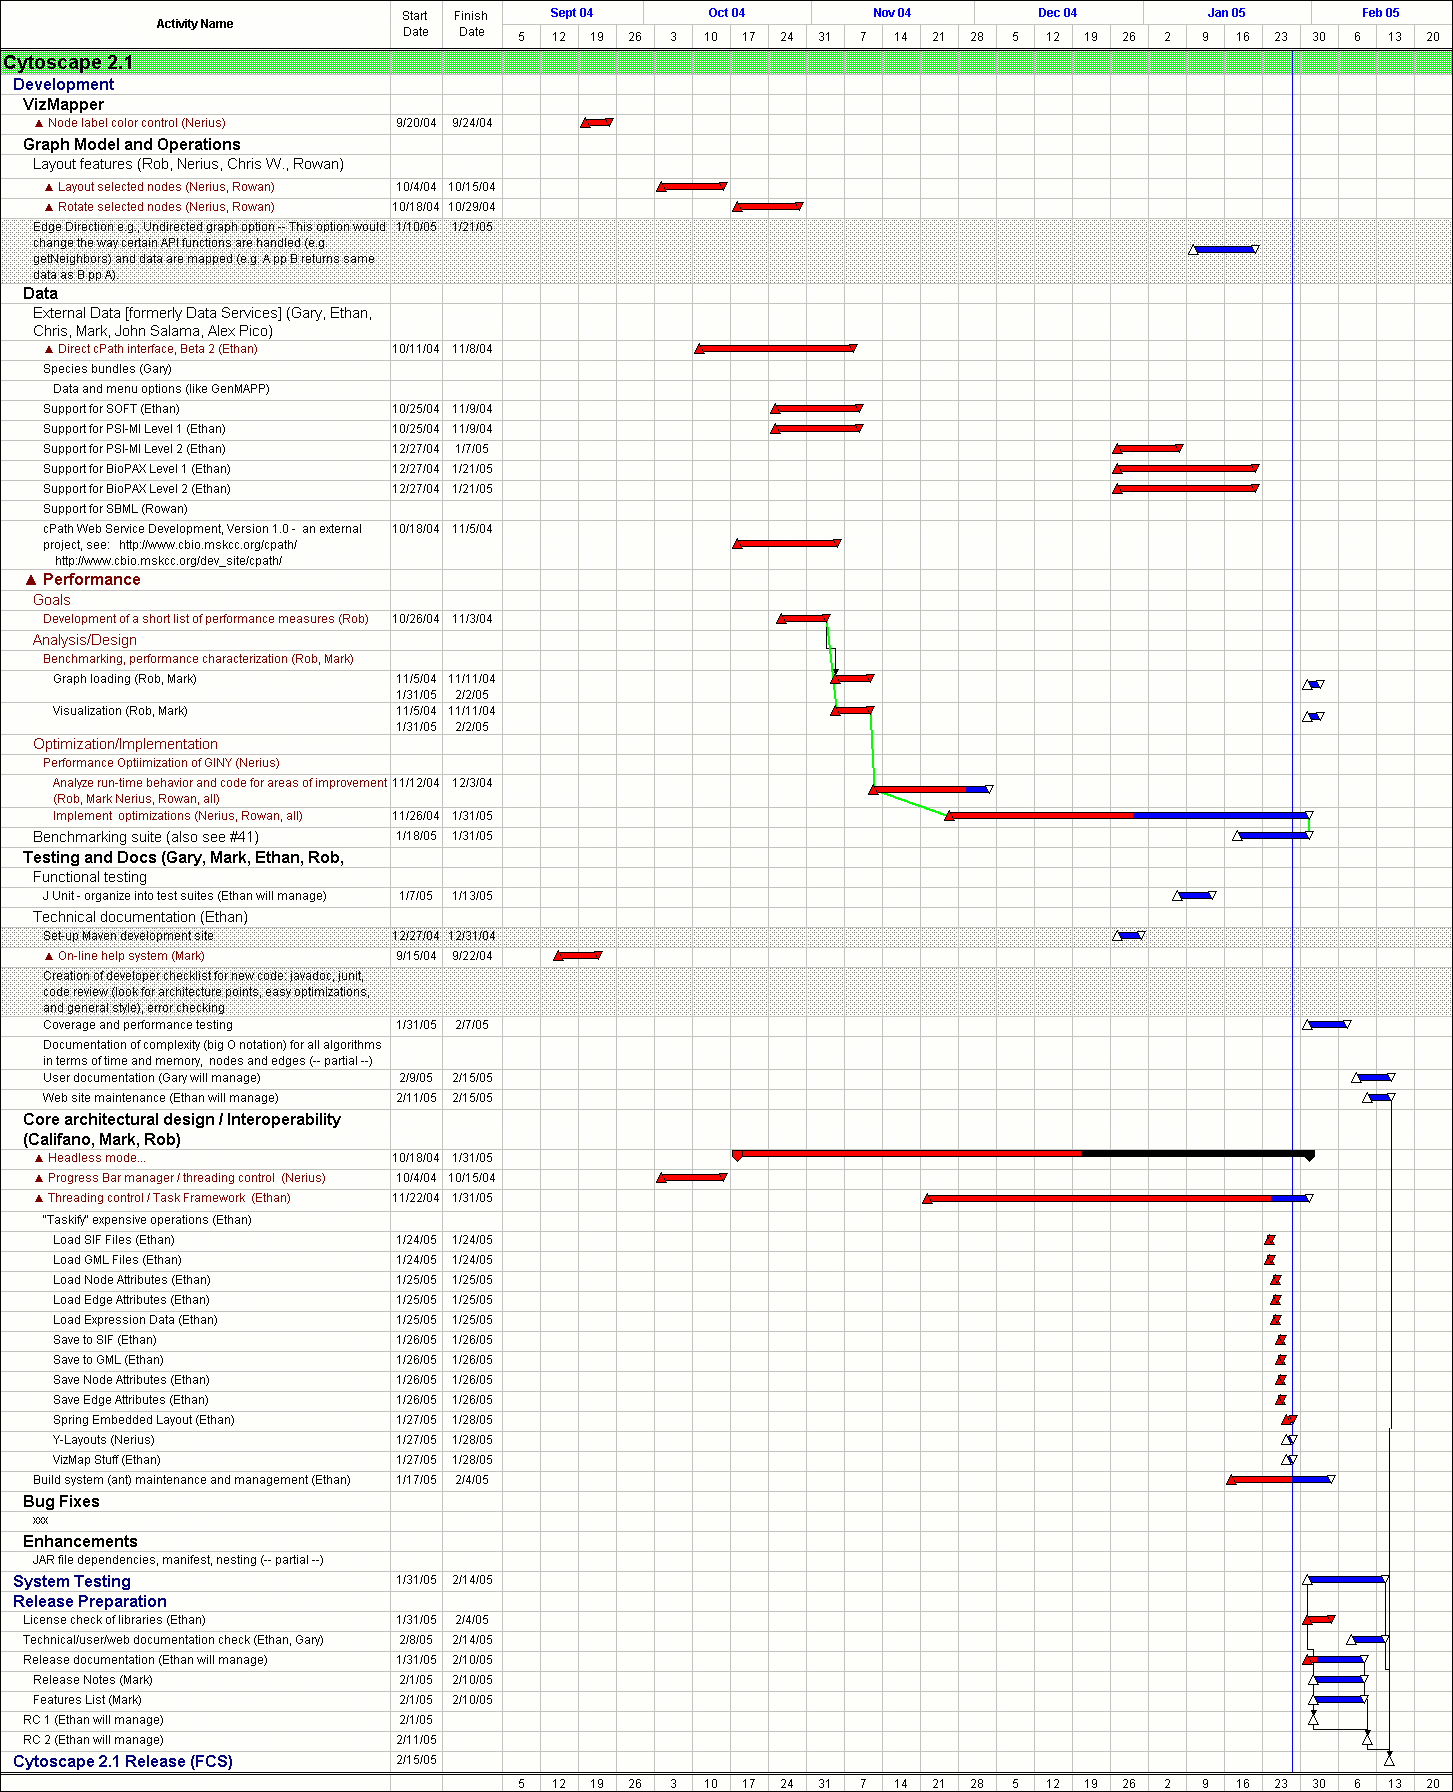 Activity Name Start Finish Sept 04 Oct 04 Nov 04 Dec 04 Jan 05 Feb 05
Date Date 5 12 19 26 3 10 17 24 31 7 14 21 28 5 12 19 26 2 9 16 23 30 6 13 20
Cytoscape 2.1
Development
VizMapper
▲ Node label color control (Nerius) 9/20/04 9/24/04
Graph Model and Operations
Layout features (Rob, Nerius, Chris W., Rowan)
▲ Layout selected nodes (Nerius, Rowan) 10/4/04 10/15/04
▲ Rotate selected nodes (Nerius, Rowan) 10/18/04 10/29/04
Edge Direction e.g., Undirected graph option -- This option would 1/10/05 1/21/05
change the way certain API functions are handled (e.g.
getNeighbors) and data are mapped (e.g. A pp B returns same
data as B pp A).
Data
External Data [formerly Data Services] (Gary, Ethan,
Chris, Mark, John Salama, Alex Pico)
▲ Direct cPath interface, Beta 2 (Ethan) 10/11/04 11/8/04
Species bundles (Gary)
Data and menu options (like GenMAPP)
Support for SOFT (Ethan) 10/25/04 11/9/04
Support for PSI-MI Level 1 (Ethan) 10/25/04 11/9/04
Support for PSI-MI Level 2 (Ethan) 12/27/04 1/7/05
Support for BioPAX Level 1 (Ethan) 12/27/04 1/21/05
Support for BioPAX Level 2 (Ethan) 12/27/04 1/21/05
Support for SBML (Rowan)
cPath Web Service Development, Version 1.0 - an external 10/18/04 11/5/04
project, see: http://www.cbio.mskcc.org/cpath/
http://www.cbio.mskcc.org/dev_site/cpath/
▲ Performance
Goals
Development of a short list of performance measures (Rob) 10/26/04 11/3/04
Analysis/Design
Benchmarking, performance characterization (Rob, Mark)
Graph loading (Rob, Mark) 11/5/04 11/11/04
1/31/05 2/2/05
Visualization (Rob, Mark) 11/5/04 11/11/04
1/31/05 2/2/05
Optimization/Implementation
Performance Optiimization of GINY (Nerius)
Analyze run-time behavior and code for areas of improvement 11/12/04 12/3/04
(Rob, Mark Nerius, Rowan, all)
Implement optimizations (Nerius, Rowan, all) 11/26/04 1/31/05
Benchmarking suite (also see #41) 1/18/05 1/31/05
Testing and Docs (Gary, Mark, Ethan, Rob,
Functional testing
J Unit - organize into test suites (Ethan will manage) 1/7/05 1/13/05
Technical documentation (Ethan)
Set-up Maven development site 12/27/04 12/31/04
▲ On-line help system (Mark) 9/15/04 9/22/04
Creation of developer checklist for new code: javadoc, junit,
code review (look for architecture points, easy optimizations,
and general style), error checking
Coverage and performance testing 1/31/05 2/7/05
Documentation of complexity (big O notation) for all algorithms
in terms of time and memory, nodes and edges (-- partial --)
User documentation (Gary will manage) 2/9/05 2/15/05
Web site maintenance (Ethan will manage) 2/11/05 2/15/05
Core architectural design / Interoperability
(Califano, Mark, Rob)
▲ Headless mode... 10/18/04 1/31/05
▲ Progress Bar manager / threading control (Nerius) 10/4/04 10/15/04
▲ Threading control / Task Framework (Ethan) 11/22/04 1/31/05
"Taskify" expensive operations (Ethan)
Load SIF Files (Ethan) 1/24/05 1/24/05
Load GML Files (Ethan) 1/24/05 1/24/05
Load Node Attributes (Ethan) 1/25/05 1/25/05
Load Edge Attributes (Ethan) 1/25/05 1/25/05
Load Expression Data (Ethan) 1/25/05 1/25/05
Save to SIF (Ethan) 1/26/05 1/26/05
Save to GML (Ethan) 1/26/05 1/26/05
Save Node Attributes (Ethan) 1/26/05 1/26/05
Save Edge Attributes (Ethan) 1/26/05 1/26/05
Spring Embedded Layout (Ethan) 1/27/05 1/28/05
Y-Layouts (Nerius) 1/27/05 1/28/05
VizMap Stuff (Ethan) 1/27/05 1/28/05
Build system (ant) maintenance and management (Ethan) 1/17/05 2/4/05
Bug Fixes
xxx
Enhancements
JAR file dependencies, manifest, nesting (-- partial --)
System Testing 1/31/05 2/14/05
Release Preparation
License check of libraries (Ethan) 1/31/05 2/4/05
Technical/user/web documentation check (Ethan, Gary) 2/8/05 2/14/05
Release documentation (Ethan will manage) 1/31/05 2/10/05
Release Notes (Mark) 2/1/05 2/10/05
Features List (Mark) 2/1/05 2/10/05
RC 1 (Ethan will manage) 2/1/05
RC 2 (Ethan will manage) 2/11/05
Cytoscape 2.1 Release (FCS) 2/15/05
5 12 19 26 3 10 17 24 31 7 14 21 28 5 12 19 26 2 9 16 23 30 6 13 20